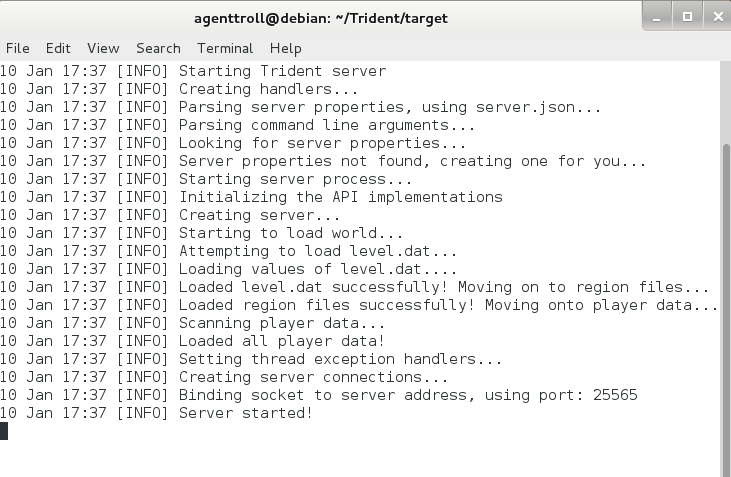 agenttroll@debian: ~/Trident/target
File Edit View Search Terminal Help
10 Jan 17:37 [INFO] Starting Trident server
10 Jan 17:37 [INFO] Creating handlers...
10 Jan 17:37 [INFO] Parsing server properties, using server.json...
10 Jan 17:37 [INFO] Parsing command line arguments...
10 Jan 17:37 [INFO] Looking for server properties...
10 Jan 17:37 [INFO] Server properties not found, creating one for you...
10 Jan 17:37 [INFO] Starting server process...
10 Jan 17:37 [INFO] Initializing the API implementations
10 Jan 17:37 [INFO] Creating server...
10 Jan 17:37 [INFO] Starting to load world...
10 Jan 17:37 [INFO] Attempting to load level.dat...
10 Jan 17:37 [INFO] Loading values of level.dat....
10 Jan 17:37 [INFO] Loaded level.dat successfully! Moving on to region files...
10 Jan 17:37 [INFO] Loaded region files successfully! Moving onto player data...
10 Jan 17:37 [INFO] Scanning player data...
10 Jan 17:37 [INFO] Loaded all player data!
10 Jan 17:37 [INFO] Setting thread exception handlers...
10 Jan 17:37 [INFO] Creating server connections...
10 Jan 17:37 [INFO] Binding socket to server address, using port: 25565
10 Jan 17:37 [INFO] Server started!